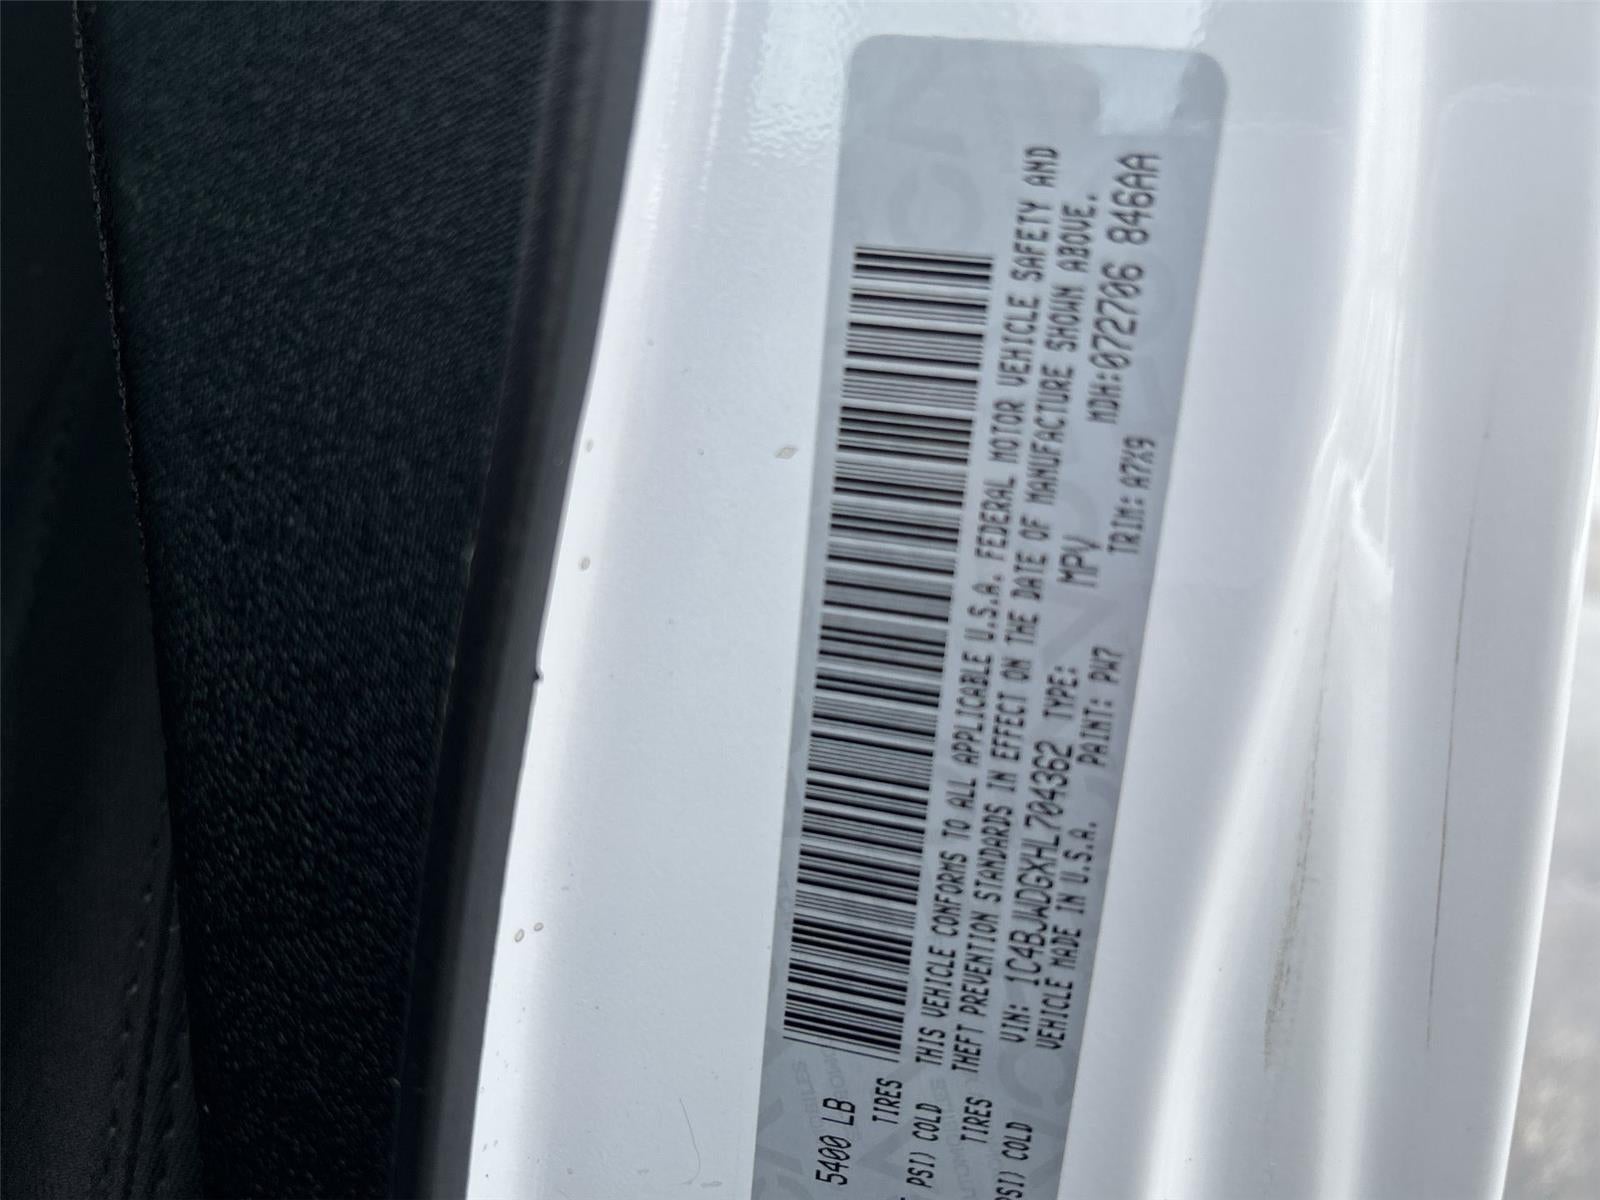 5400 LB
TIRES
PSI) COLD THIS VEHICLE CONFORMS TO ALL APPLICABLE U.S.A. FEDERAL MOTOR VEHICLE SAFETY AND
TIRES THEFT PREVENTION STANDARDS IN EFFECT ON THE DATE OF MANUFACTURE SHOWN ABOVE.
PSI) COLD VIN: 1C4BJWDGXHL704362 TYPE: MPV MDH:072706 846AA
VEHICLE MADE IN U.S.A. PAINT: PW7 TRIM: A7X9